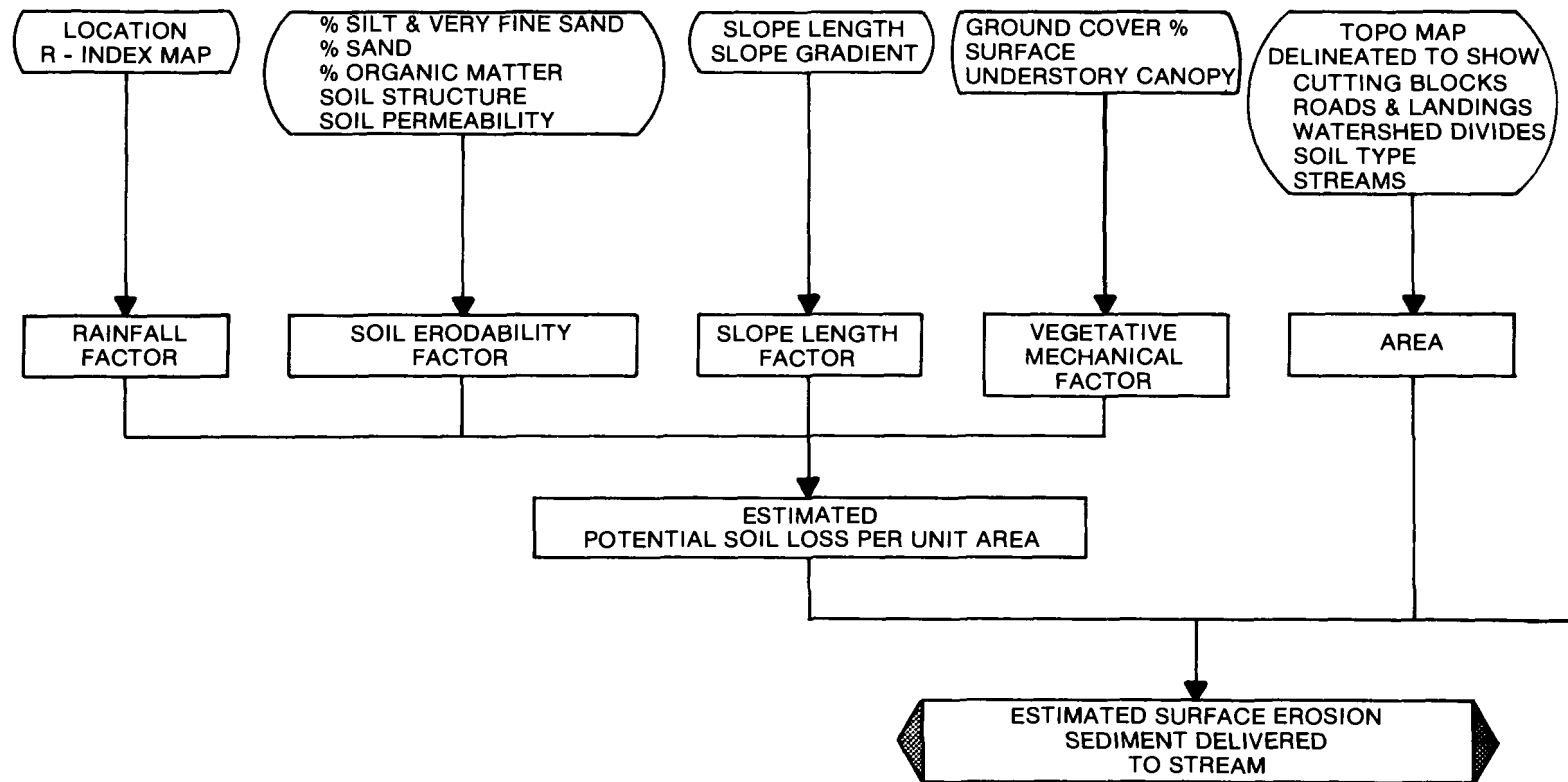 LOCATION
R - INDEX MAP
% SILT & VERY FINE SAND
% SAND
% ORGANIC MATTER
SOIL STRUCTURE
SOIL PERMEABILITY
SLOPE LENGTH
SLOPE GRADIENT
GROUND COVER %
SURFACE
UNDERSTORY CANOPY
TOPO MAP
DELINEATED TO SHOW
CUTTING BLOCKS
ROADS & LANDINGS
WATERSHED DIVIDES
SOIL TYPE
STREAMS
RAINFALL
FACTOR
SOIL ERODABILITY
FACTOR
SLOPE LENGTH
FACTOR
VEGETATIVE
MECHANICAL
FACTOR
AREA
ESTIMATED
POTENTIAL SOIL LOSS PER UNIT AREA
ESTIMATED SURFACE EROSION
SEDIMENT DELIVERED
TO STREAM